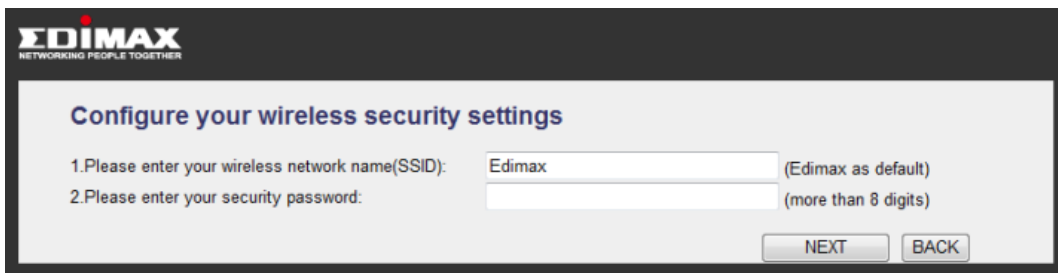 EDIMAX
NETWORKING PEOPLE TOGETHER
Configure your wireless security settings
1.Please enter your wireless network name(SSID): Edimax (Edimax as default)
2.Please enter your security password: (more than 8 digits)
NEXT BACK